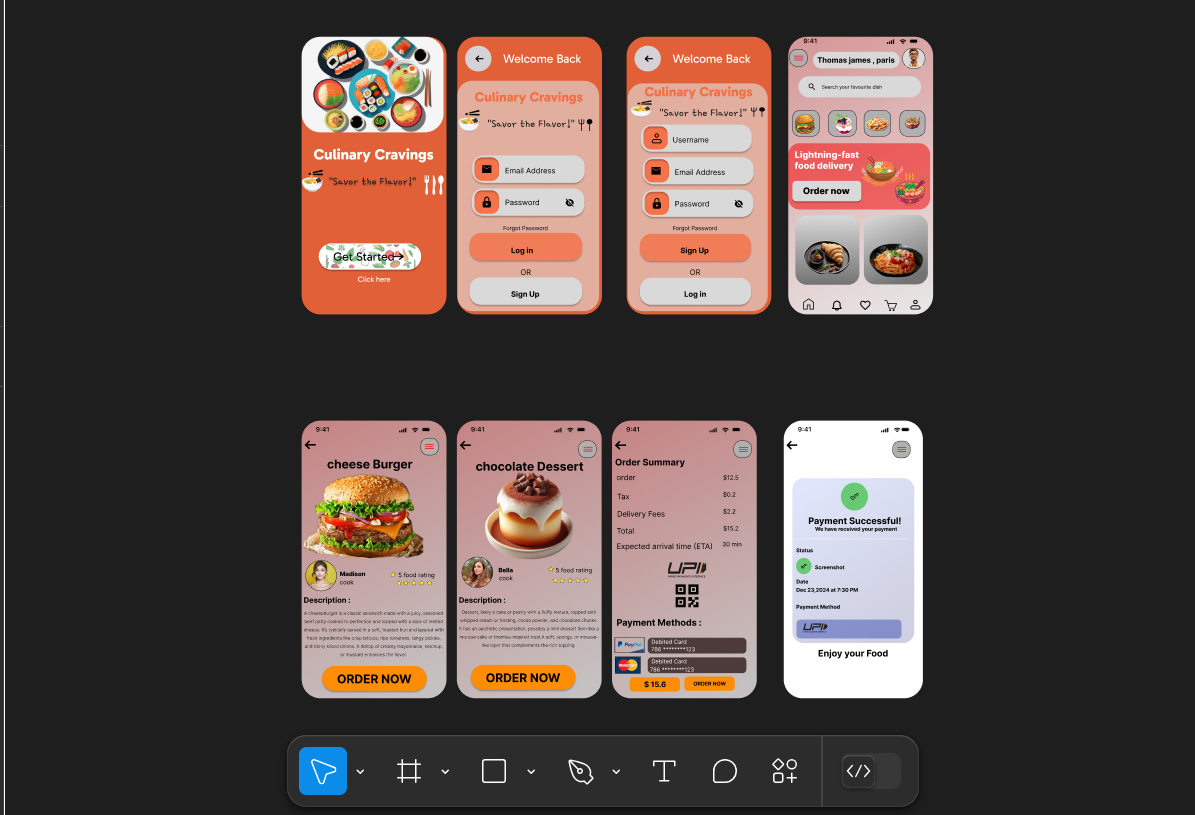 Culinary Cravings
"Savor the Flavor!"
Get Started
Click here
Welcome Back
Culinary Cravings
"Savor the Flavor!"
Email Address
Password
Forgot Password
Log in
OR
Sign Up
Welcome Back
Culinary Cravings
"Savor the Flavor!"
Username
Email Address
Password
Forgot Password
Sign Up
OR
Log in
9:41
Thomas james , paris
Search your favourite dish
Lightning-fast
food delivery
Order now
9:41
cheese Burger
Madison
cook
5 food rating
Description :
A cheeseburger is a classic sandwich made with a juicy, seasoned
beef patty cooked to perfection and topped with a slice of melted
cheese. It's typically served in a soft, toasted bun and layered with
fresh ingredients like crisp lettuce, ripe tomatoes, tangy pickles,
and thinly sliced onions. A dollop of creamy mayonnaise, ketchup,
or mustard enhances the flavor.
ORDER NOW
9:41
chocolate Dessert
Bella
cook
5 food rating
Description :
Dessert, likely a cake or pastry with a fluffy texture, topped with
whipped cream or frosting, cocoa powder, and chocolate chunks.
It has an aesthetic presentation, possibly a mini dessert item like a
mousse cake or tiramisu-inspired treat.A soft, spongy, or mousse-
like layer that complements the rich topping.
ORDER NOW
9:41
Order Summary
order $12.5
Tax $0.2
Delivery Fees $2.2
Total $15.2
Expected arrival time (ETA) 30 min
UPI
UNIFIED PAYMENTS INTERFACE
Payment Methods :
PayPal
Debited Card
786 ********123
MasterCard
Debited Card
786 ********123
$ 15.6
ORDER NOW
9:41
Payment Successful!
We have received your payment
Status
Screenshot
Date
Dec 23,2024 at 7:30 PM
Payment Method
UPI
Enjoy your Food